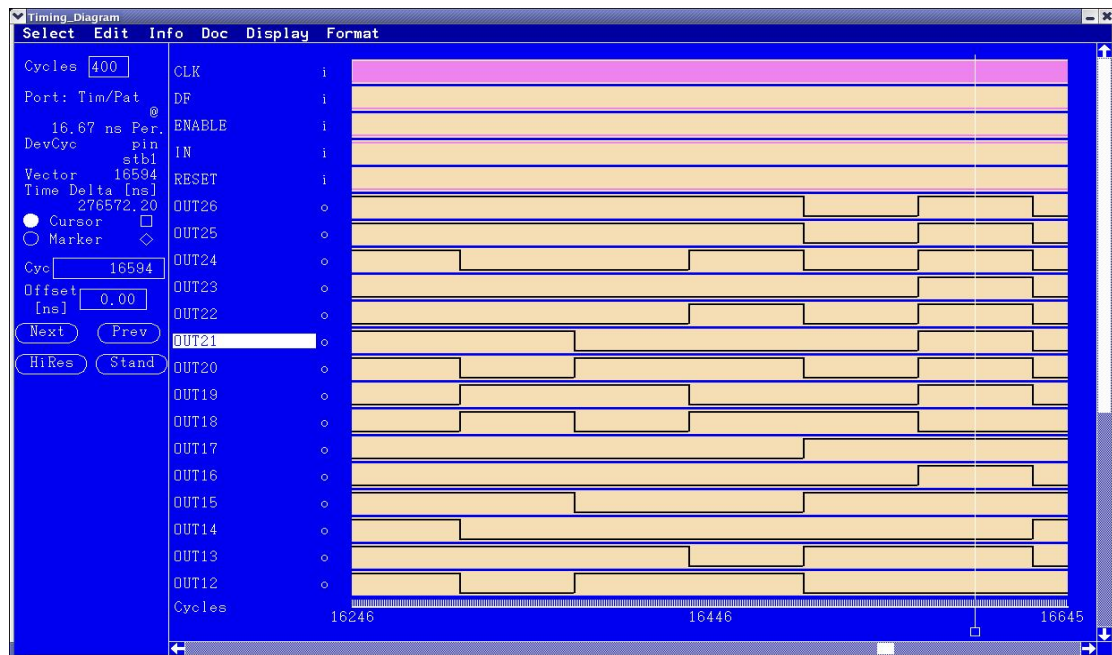 Timing_Diagram
Select Edit Info Doc Display Format
Cycles 400
Port: Tim/Pat
@
16.67 ns Per.
DevCyc pin
stb1
Vector 16594
Time Delta [ns]
276572.20
Cursor
Marker
Cyc 16594
Offset
[ns] 0.00
Next Prev
HiRes Stand
CLK i
DF i
ENABLE i
IN i
RESET i
OUT26 o
OUT25 o
OUT24 o
OUT23 o
OUT22 o
OUT21 o
OUT20 o
OUT19 o
OUT18 o
OUT17 o
OUT16 o
OUT15 o
OUT14 o
OUT13 o
OUT12 o
Cycles
16246 16446 16645